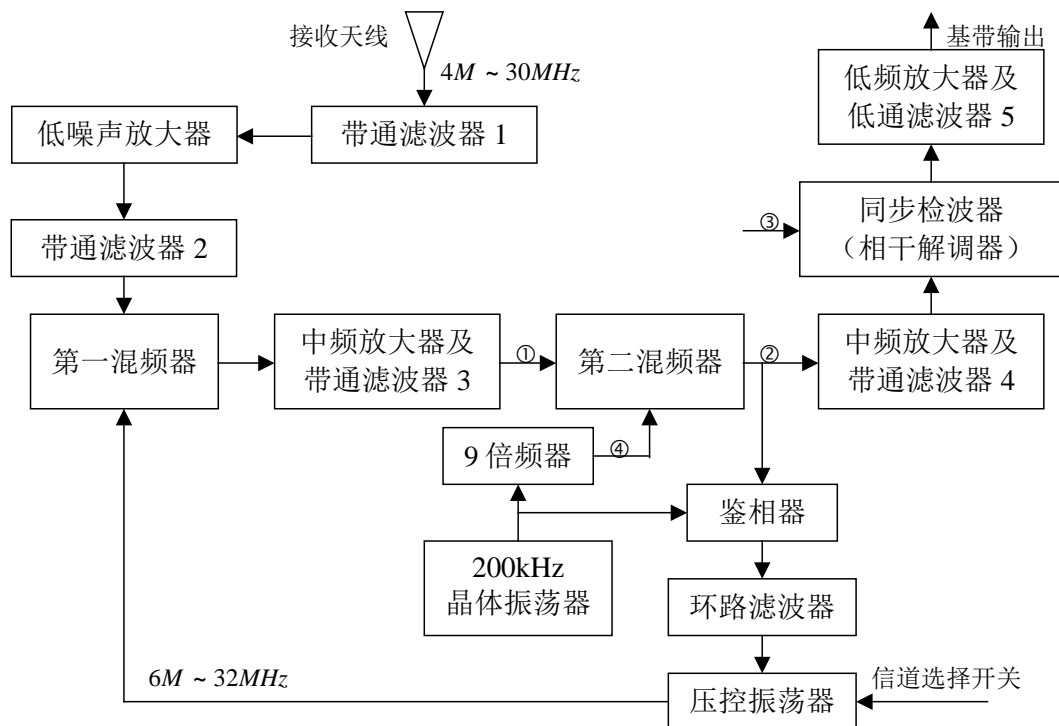 接收天线
4M ~ 30MHz
基带输出
低频放大器及
低通滤波器 5
低噪声放大器
带通滤波器 1
同步检波器
（相干解调器）
③
带通滤波器 2
第一混频器
中频放大器及
带通滤波器 3
①
第二混频器
②
中频放大器及
带通滤波器 4
9 倍频器
④
鉴相器
200kHz
晶体振荡器
环路滤波器
6M ~ 32MHz
压控振荡器
信道选择开关